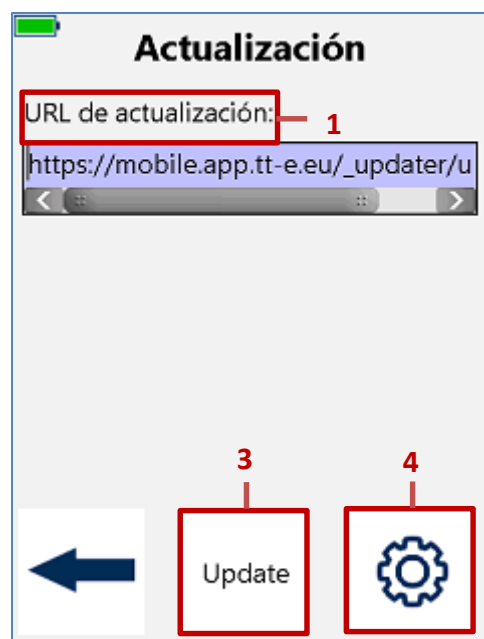 Actualización
URL de actualización:
1
https://mobile.app.tt-e.eu/_updater/u
3
4
Update